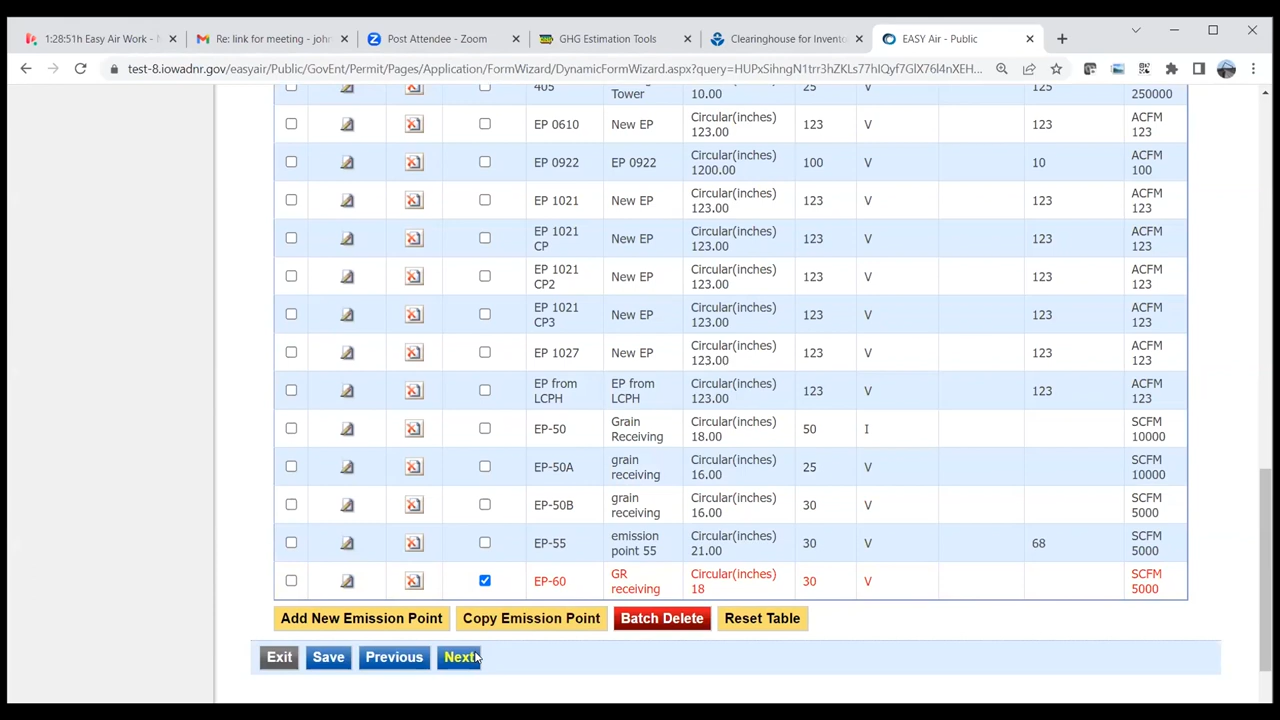 1:28:51h Easy Air Work -
Re: link for meeting - john
Post Attendee - Zoom
GHG Estimation Tools
Clearinghouse for Invento
EASY Air - Public
test-8.iowadnr.gov/easyair/Public/GovEnt/Permit/Pages/Application/FormWizard/DynamicFormWizard.aspx?query=HUPxSihngN1trr3hZKLs77hIQyf7GlX76l4nXEH...
405 Tower 10.00 25 V 125 250000
EP 0610 New EP Circular(inches) 123.00 123 V 123 ACFM 123
EP 0922 EP 0922 Circular(inches) 1200.00 100 V 10 ACFM 100
EP 1021 New EP Circular(inches) 123.00 123 V 123 ACFM 123
EP 1021 CP New EP Circular(inches) 123.00 123 V 123 ACFM 123
EP 1021 CP2 New EP Circular(inches) 123.00 123 V 123 ACFM 123
EP 1021 CP3 New EP Circular(inches) 123.00 123 V 123 ACFM 123
EP 1027 New EP Circular(inches) 123.00 123 V 123 ACFM 123
EP from LCPH EP from LCPH Circular(inches) 123.00 123 V 123 ACFM 123
EP-50 Grain Receiving Circular(inches) 18.00 50 I SCFM 10000
EP-50A grain receiving Circular(inches) 16.00 25 V SCFM 10000
EP-50B grain receiving Circular(inches) 16.00 30 V SCFM 5000
EP-55 emission point 55 Circular(inches) 21.00 30 V 68 SCFM 5000
EP-60 GR receiving Circular(inches) 18 30 V SCFM 5000
Add New Emission Point Copy Emission Point Batch Delete Reset Table
Exit Save Previous Next